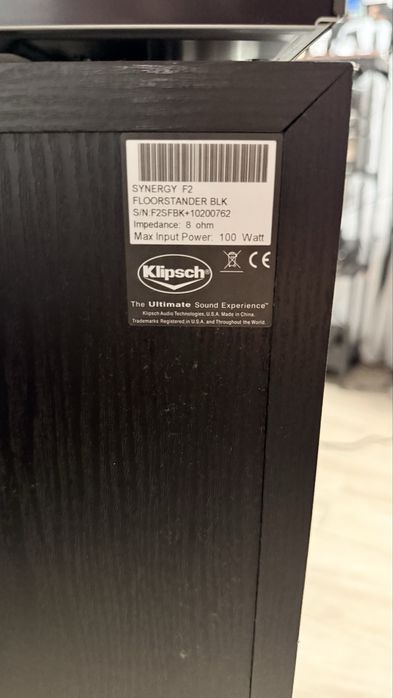 SYNERGY F2
FLOORSTANDER BLK
S/N:F2SFBK+10200762
Impedance: 8 ohm
Max Input Power: 100 Watt
Klipsch®
CE
The Ultimate Sound Experience™
Klipsch Audio Technologies, U.S.A. Made in China.
Trademarks Registered in U.S.A. and Throughout the World.